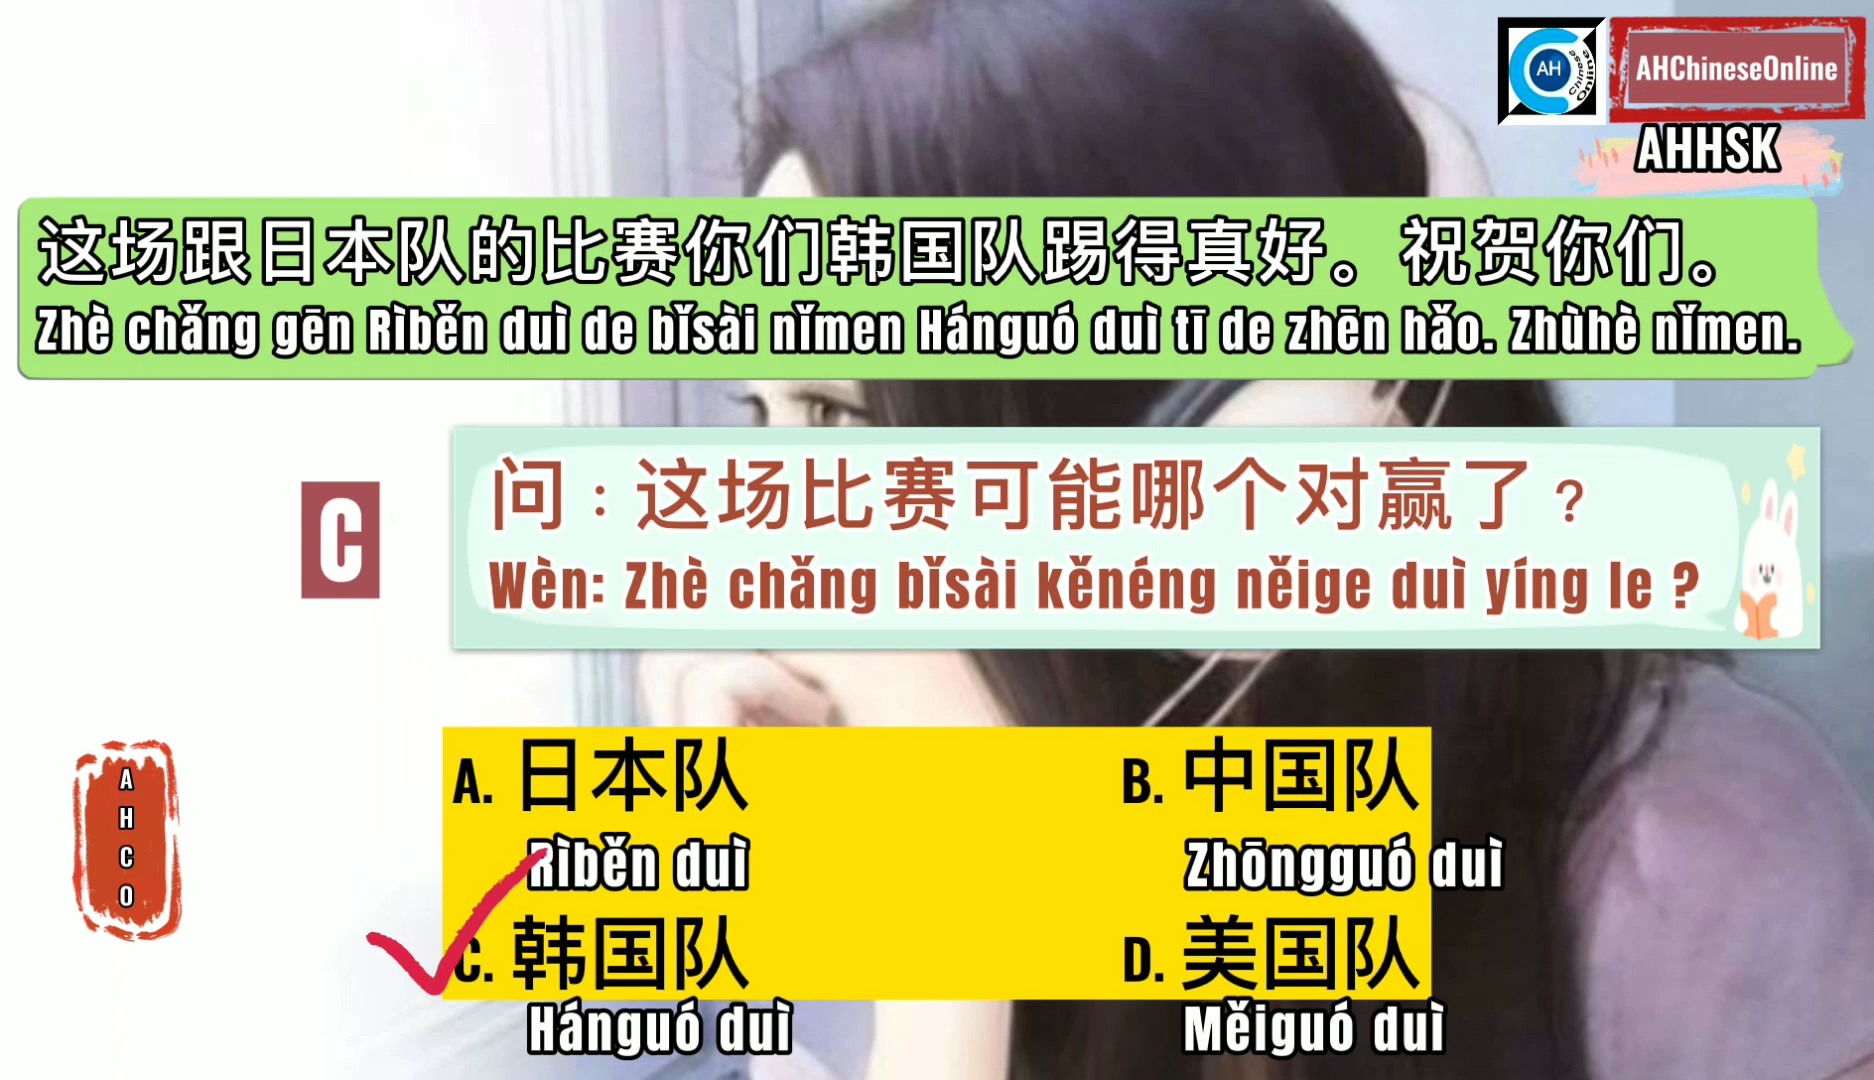 AH
Chinese
Online
AHChineseOnline
AHHSK
这场跟日本队的比赛你们韩国队踢得真好。祝贺你们。
Zhè chǎng gēn Rìběn duì de bǐsài nǐmen Hánguó duì tī de zhēn hǎo. Zhùhè nǐmen.
C
问：这场比赛可能哪个对赢了？
Wèn: Zhè chǎng bǐsài kěnéng něige duì yíng le ?
A. 日本队
Rìběn duì
B. 中国队
Zhōngguó duì
C. 韩国队
Hánguó duì
D. 美国队
Měiguó duì
A
H
C
O